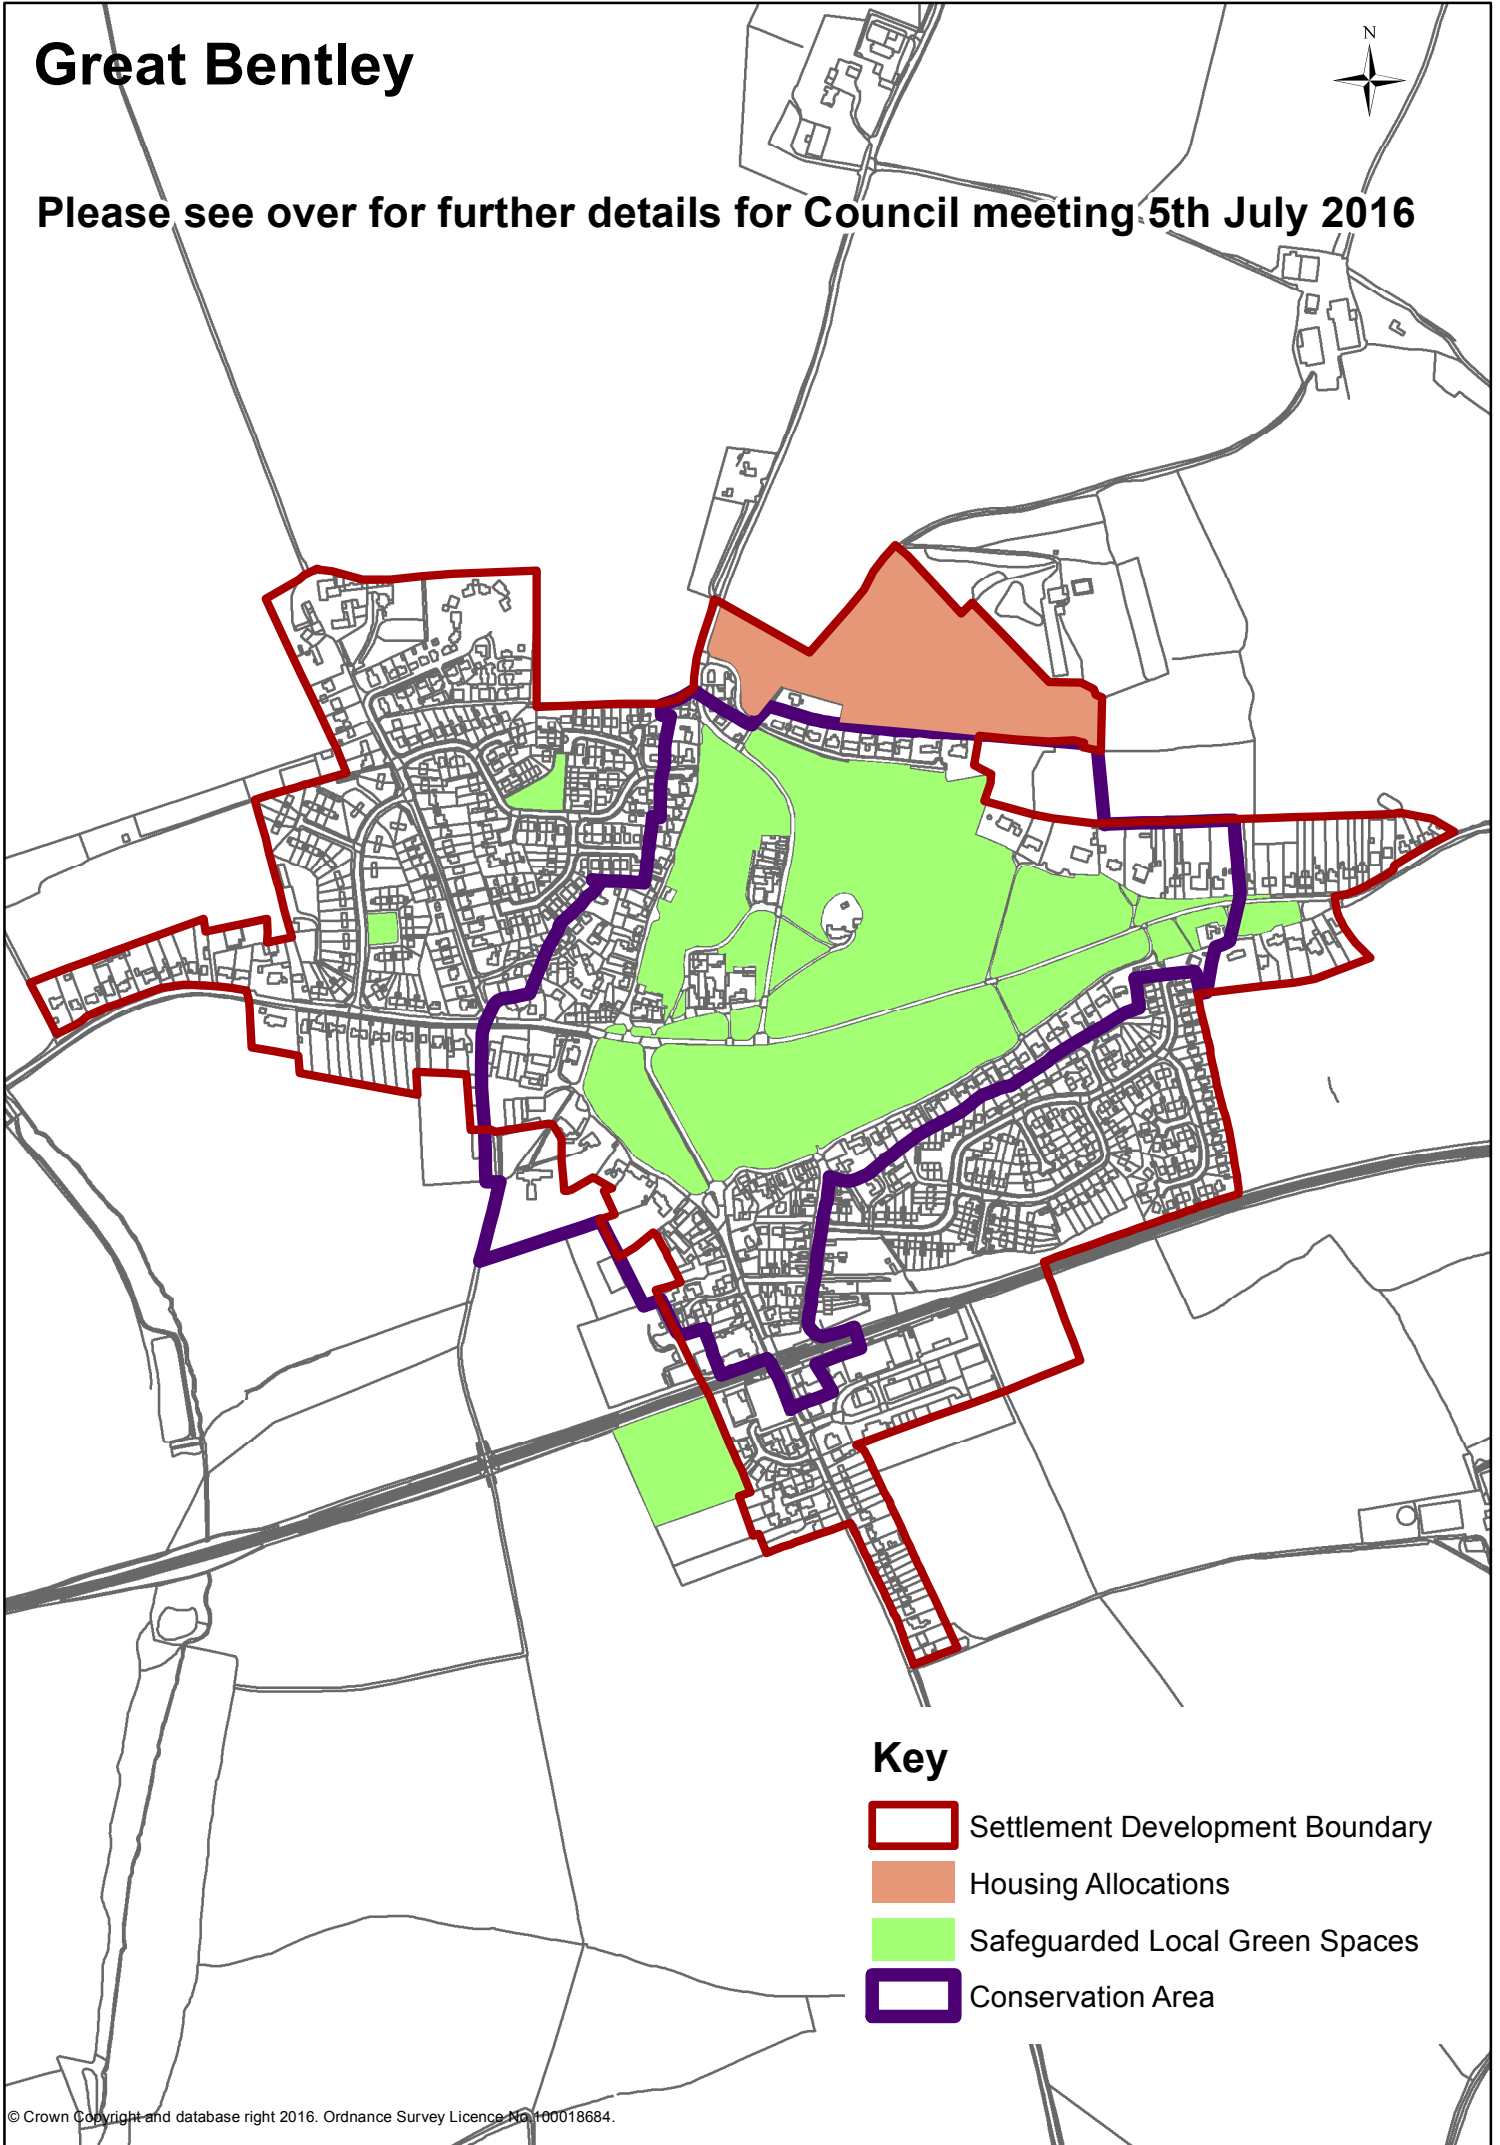 Great Bentley
N
Please see over for further details for Council meeting 5th July 2016
Key
Settlement Development Boundary
Housing Allocations
Safeguarded Local Green Spaces
Conservation Area
© Crown Copyright and database right 2016. Ordnance Survey Licence No.100018684.